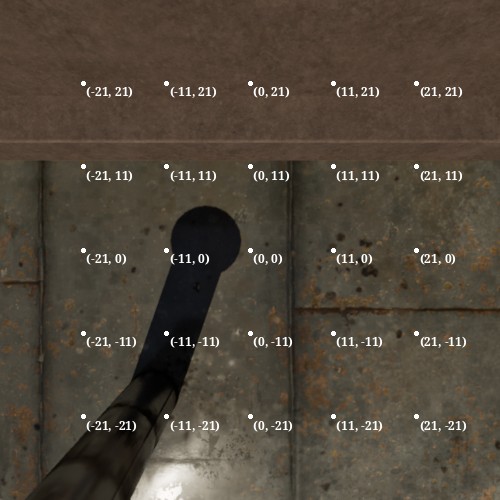 (-21, 21) (-11, 21) (0, 21) (11, 21) (21, 21)
(-21, 11) (-11, 11) (0, 11) (11, 11) (21, 11)
(-21, 0) (-11, 0) (0, 0) (11, 0) (21, 0)
(-21, -11) (-11, -11) (0, -11) (11, -11) (21, -11)
(-21, -21) (-11, -21) (0, -21) (11, -21) (21, -21)